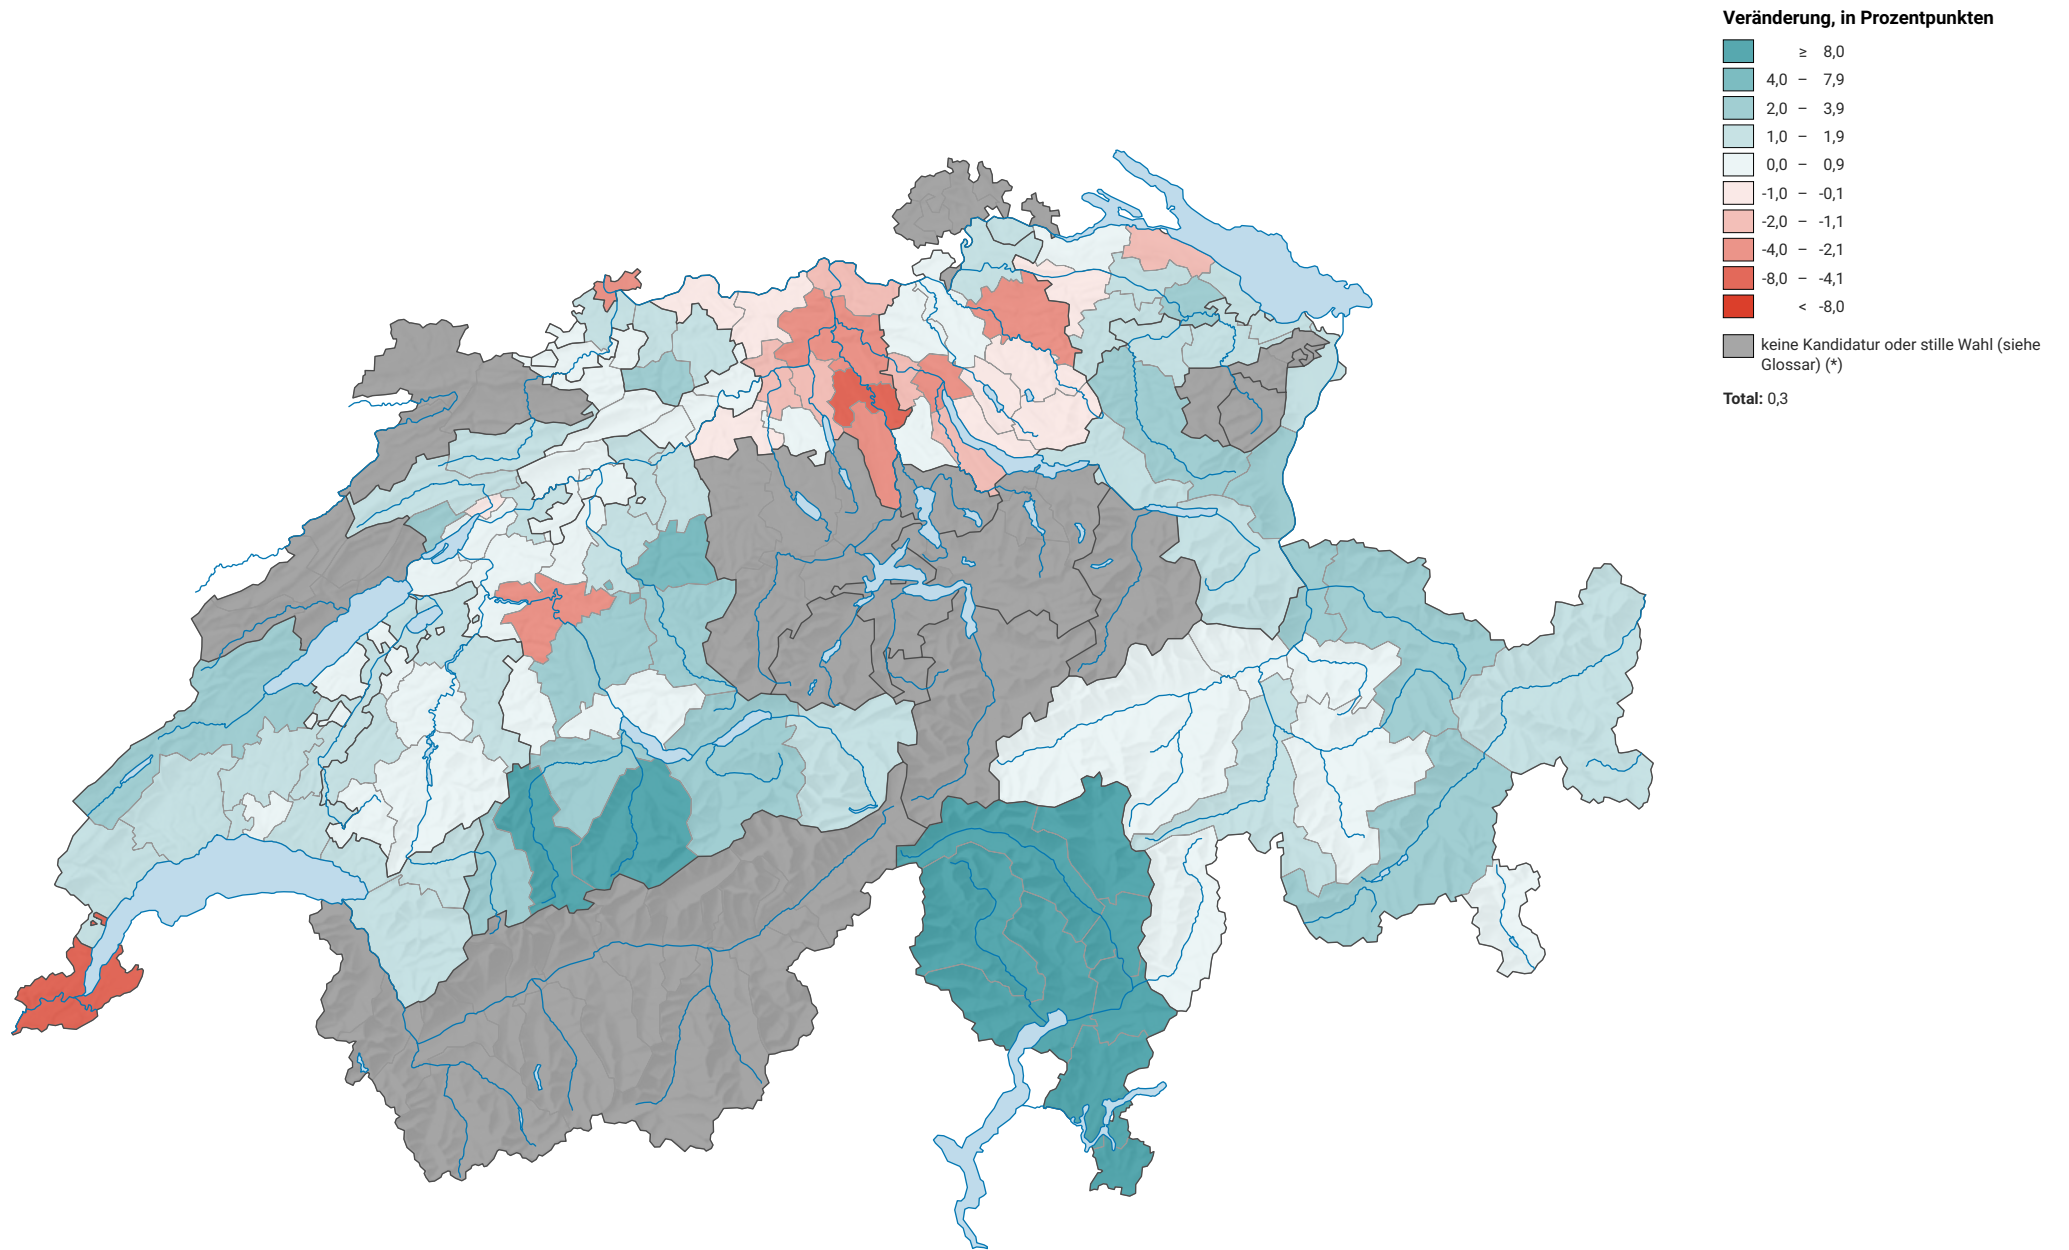 Veränderung, in Prozentpunkten
≥ 8,0
4,0 – 7,9
2,0 – 3,9
1,0 – 1,9
0,0 – 0,9
-1,0 – -0,1
-2,0 – -1,1
-4,0 – -2,1
-8,0 – -4,1
< -8,0
keine Kandidatur oder stille Wahl (siehe
Glossar) (*)
Total: 0,3